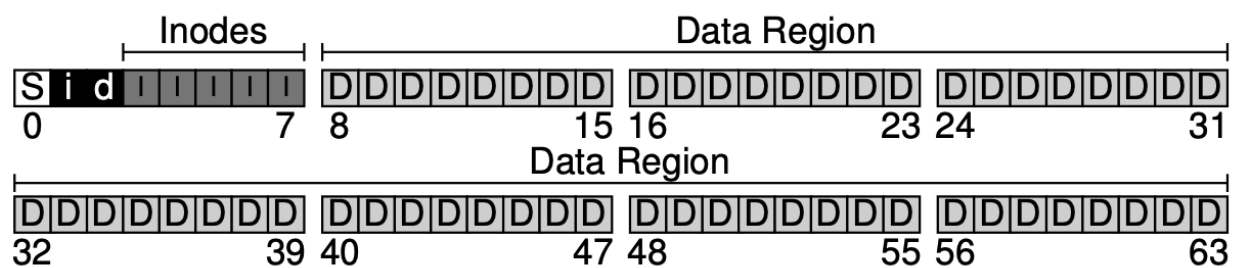 Inodes Data Region
S i d I I I I I D D D D D D D D D D D D D D D D D D D D D D D D
0 7 8 15 16 23 24 31
Data Region
D D D D D D D D D D D D D D D D D D D D D D D D D D D D D D D D
32 39 40 47 48 55 56 63